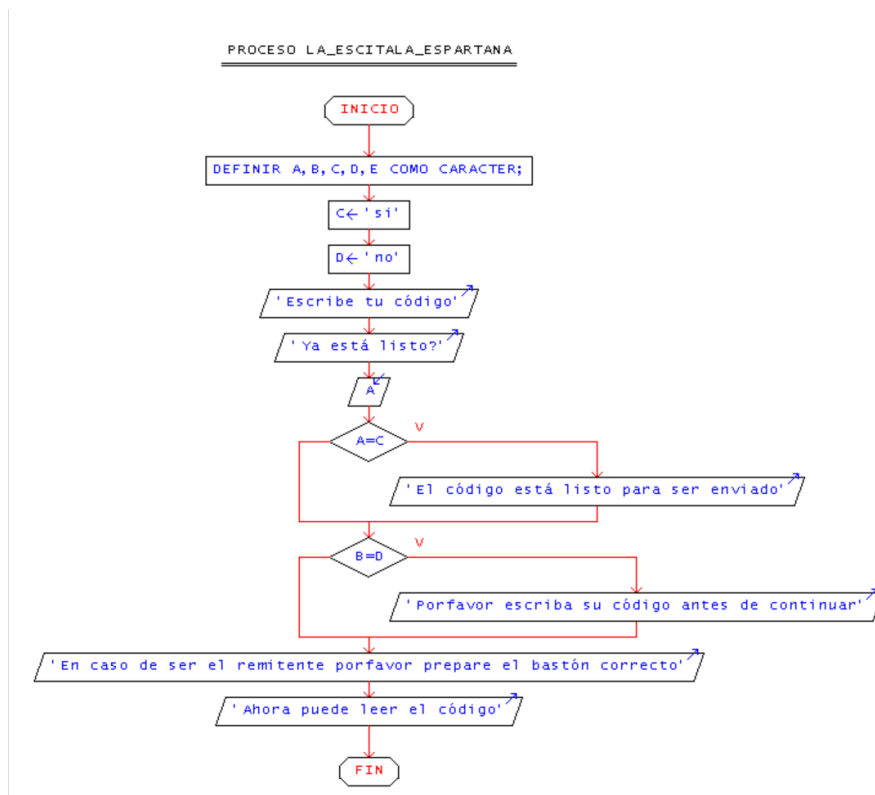 PROCESO LA_ESCITALA_ESPARTANA
INICIO
DEFINIR A,B,C,D,E COMO CARACTER;
C←'si'
D←'no'
'Escribe tu código'
'Ya está listo?'
A
A=C
V
'El código está listo para ser enviado'
B=D
V
'Porfavor escriba su código antes de continuar'
'En caso de ser el remitente porfavor prepare el bastón correcto'
'Ahora puede leer el código'
FIN